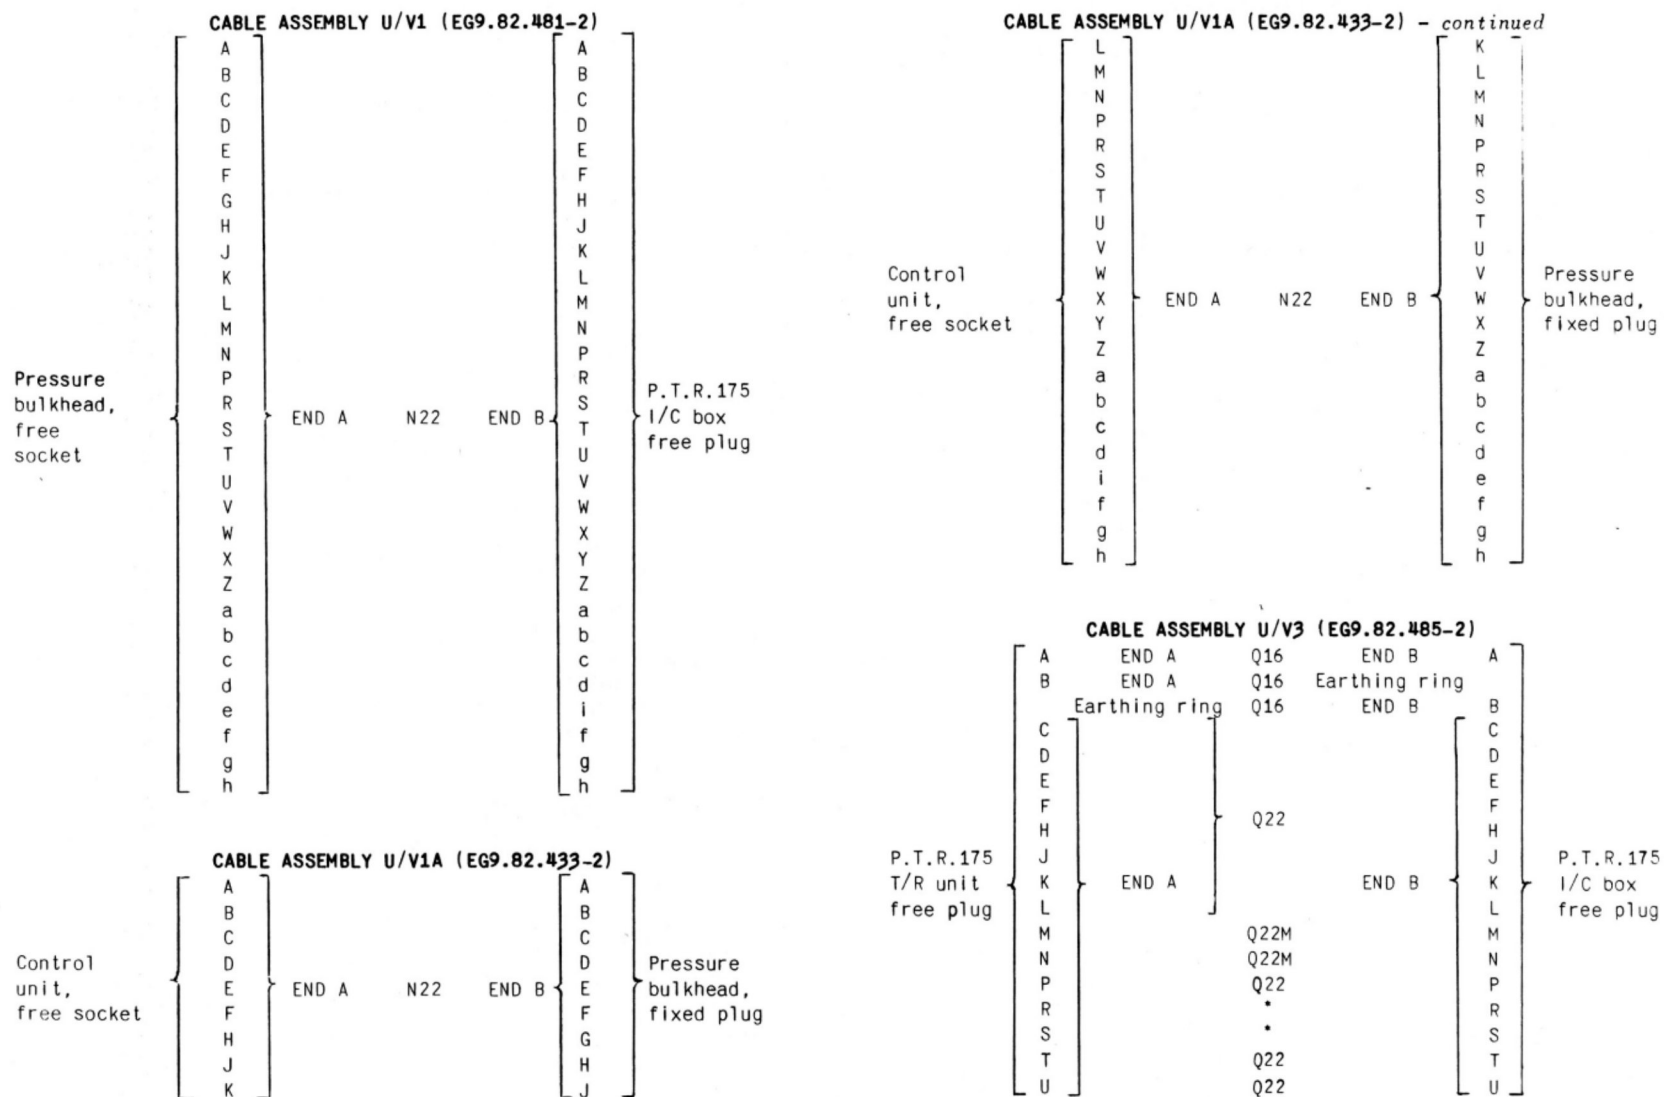 CABLE ASSEMBLY U/V1 (EG9.82.481-2)
A A
B B
C C
D D
E E
F F
G H
H J
J K
K L
L M
M N
N P
Pressure P R P.T.R.175
bulkhead, R END A N22 END B S I/C box
free S T free plug
socket T U
U V
V W
W X
X Y
Z Z
a a
b b
c c
d d
e i
f f
g g
h h
CABLE ASSEMBLY U/V1A (EG9.82.433-2)
A A
B B
C C
Control D D Pressure
unit, E END A N22 END B E bulkhead,
free socket F F fixed plug
H G
J H
K J
CABLE ASSEMBLY U/V1A (EG9.82.433-2) - continued
L K
M L
N M
P N
R P
S R
T S
U T
V U
Control W V Pressure
unit, X END A N22 END B W bulkhead,
free socket Y X fixed plug
Z Z
a a
b b
c c
d d
i e
f f
g g
h h
CABLE ASSEMBLY U/V3 (EG9.82.485-2)
A END A Q16 END B A
B END A Q16 Earthing ring
Earthing ring Q16 END B B
C C
D D
E E
F Q22 F
H H
P.T.R.175 J J P.T.R.175
T/R unit K END A END B K I/C box
free plug L L free plug
M Q22M M
N Q22M N
P Q22 P
R * R
S * S
T Q22 T
U Q22 U